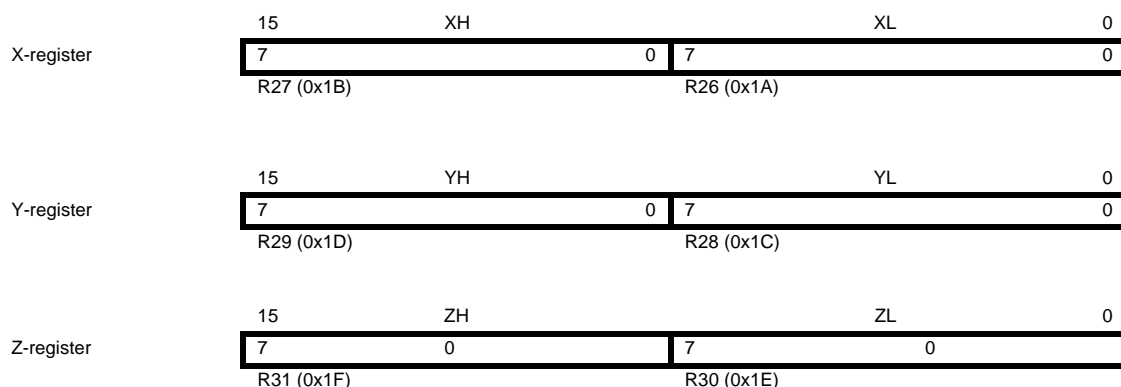 15 XH XL 0
X-register 7 0 7 0
R27 (0x1B) R26 (0x1A)
15 YH YL 0
Y-register 7 0 7 0
R29 (0x1D) R28 (0x1C)
15 ZH ZL 0
Z-register 7 0 7 0
R31 (0x1F) R30 (0x1E)